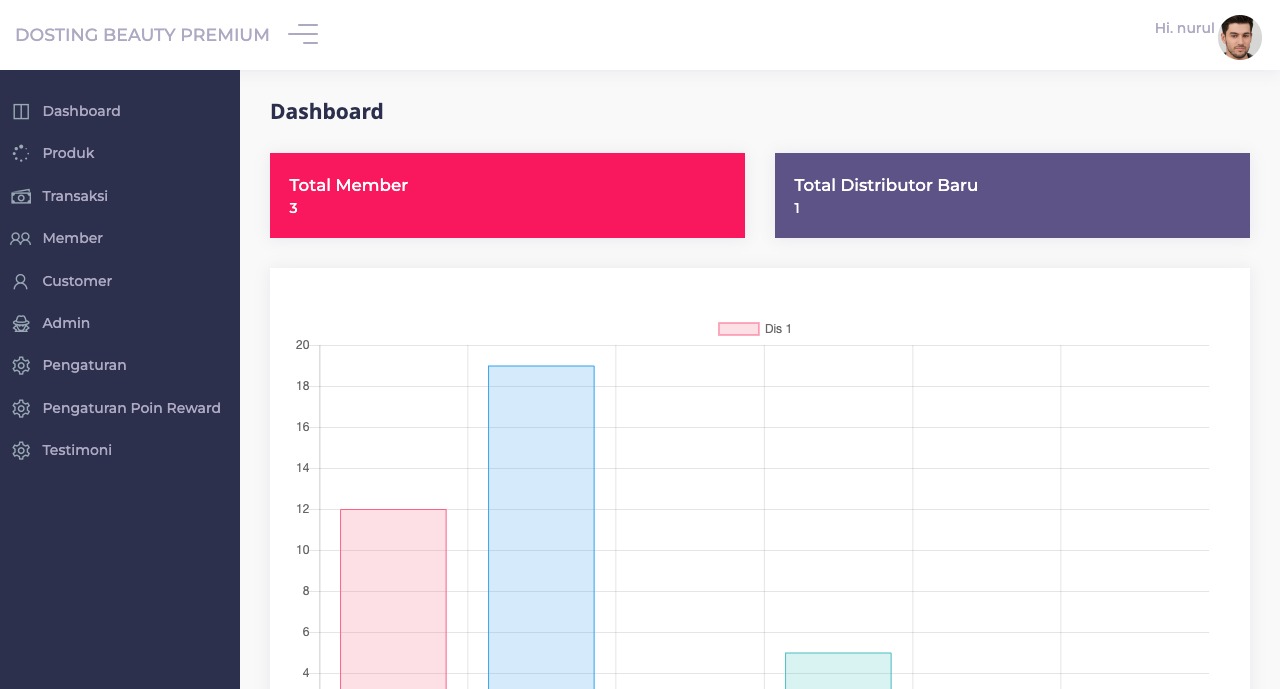 DOSTING BEAUTY PREMIUM
Hi. nurul
Dashboard
Produk
Transaksi
Member
Customer
Admin
Pengaturan
Pengaturan Poin Reward
Testimoni
Dashboard
Total Member
3
Total Distributor Baru
1
Dis 1
20
18
16
14
12
10
8
6
4